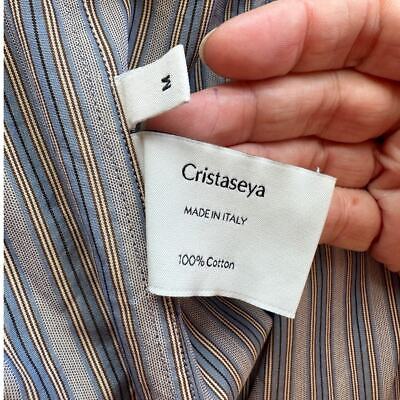 M
Cristaseya
MADE IN ITALY
100% Cotton